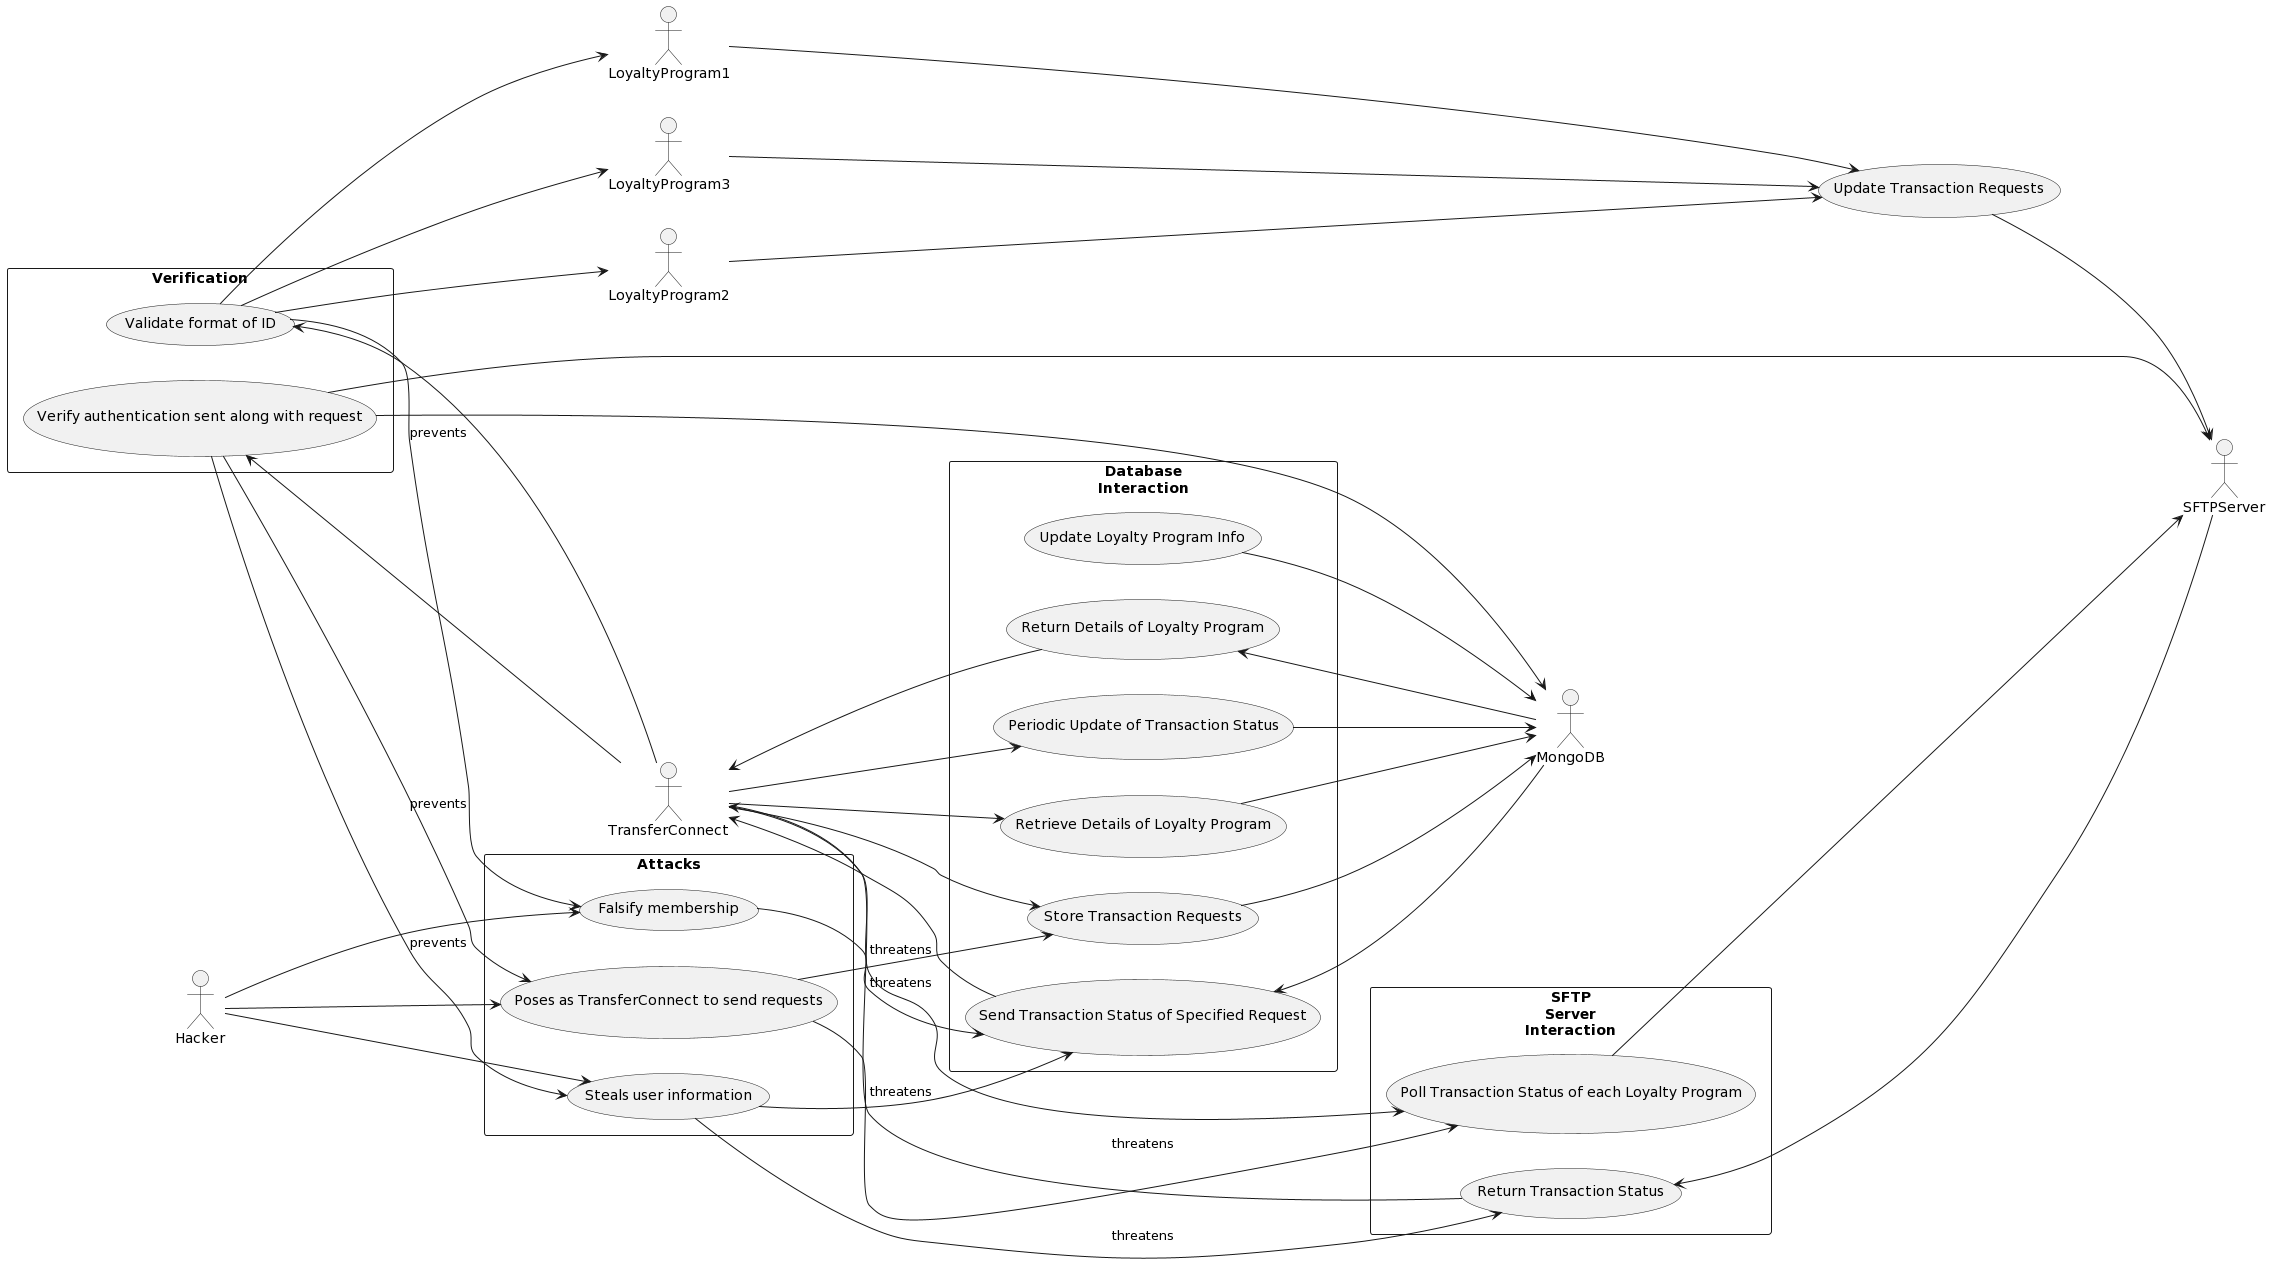 LoyaltyProgram1
LoyaltyProgram3
Update Transaction Requests
LoyaltyProgram2
Verification
Validate format of ID
Verify authentication sent along with request
prevents
Database
Interaction
SFTPServer
Update Loyalty Program Info
Return Details of Loyalty Program
Periodic Update of Transaction Status
MongoDB
prevents
TransferConnect
Retrieve Details of Loyalty Program
Attacks
Falsify membership
Store Transaction Requests
prevents
threatens
threatens
Poses as TransferConnect to send requests
Send Transaction Status of Specified Request
SFTP
Server
Interaction
Hacker
Steals user information
threatens
Poll Transaction Status of each Loyalty Program
threatens
Return Transaction Status
threatens